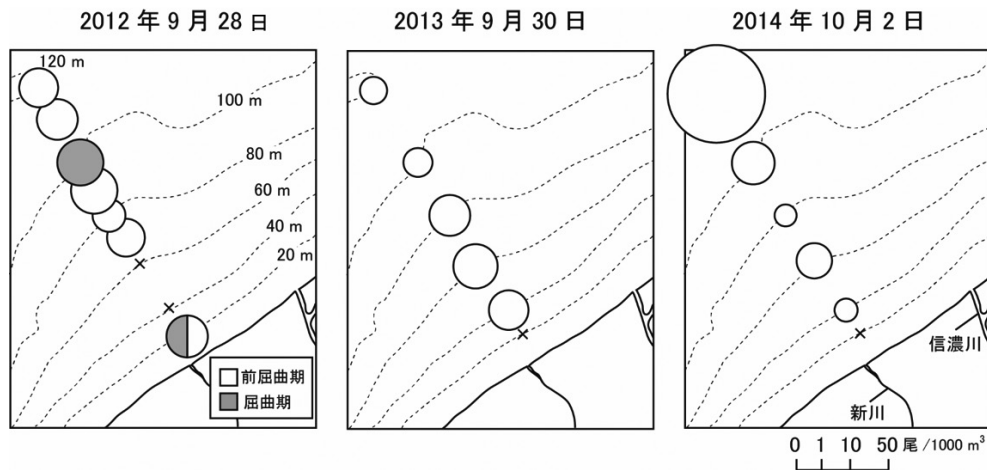 2012 年 9 月 28 日
2013 年 9 月 30 日
2014 年 10 月 2 日
120 m
100 m
80 m
60 m
40 m
20 m
前屈曲期
屈曲期
信濃川
新川
0 1 10 50 尾 /1000 m³